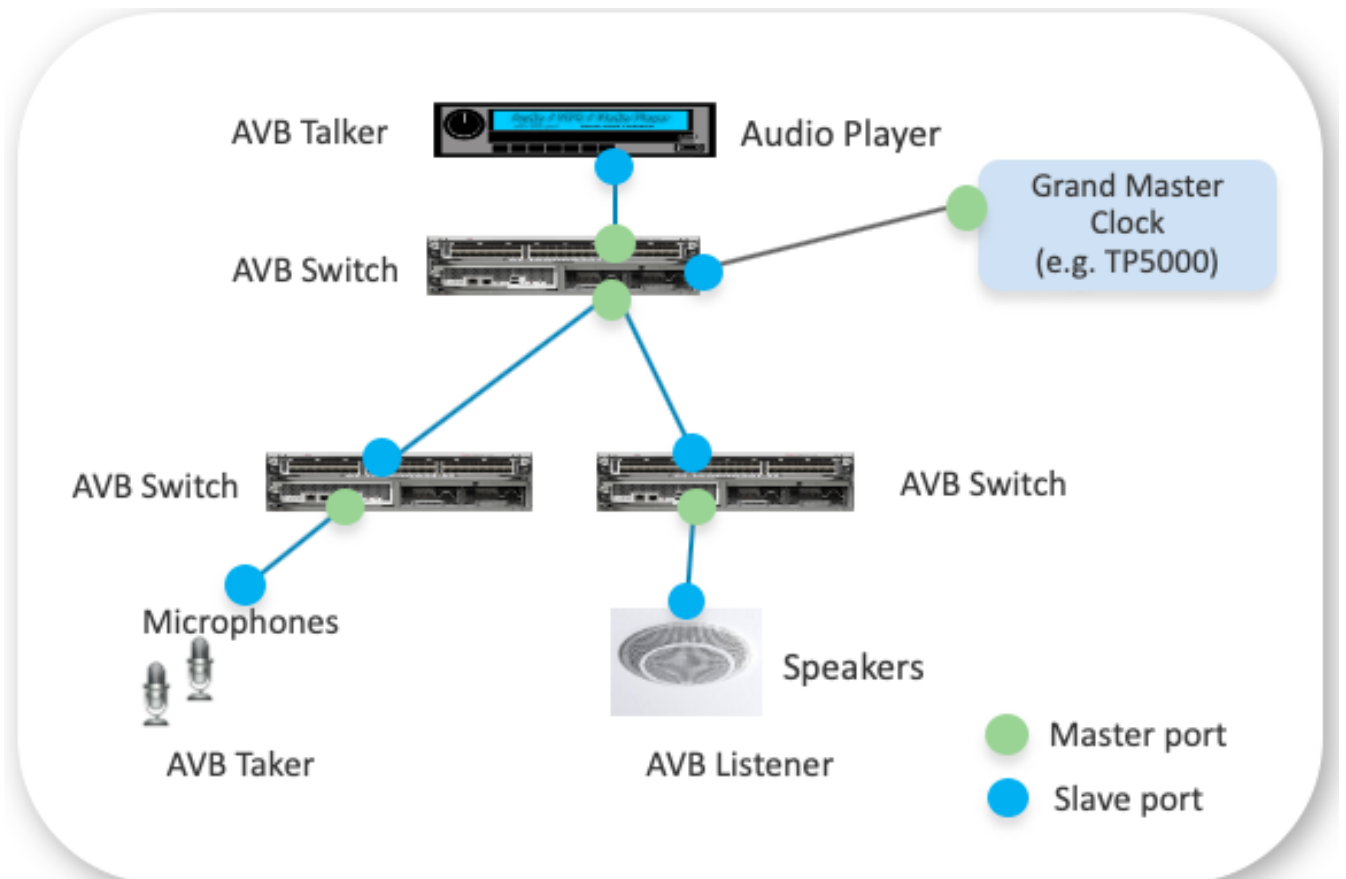 AVB Talker
Audio Player
Grand Master
Clock
(e.g. TP5000)
AVB Switch
AVB Switch
AVB Switch
Microphones
Speakers
AVB Taker
AVB Listener
Master port
Slave port